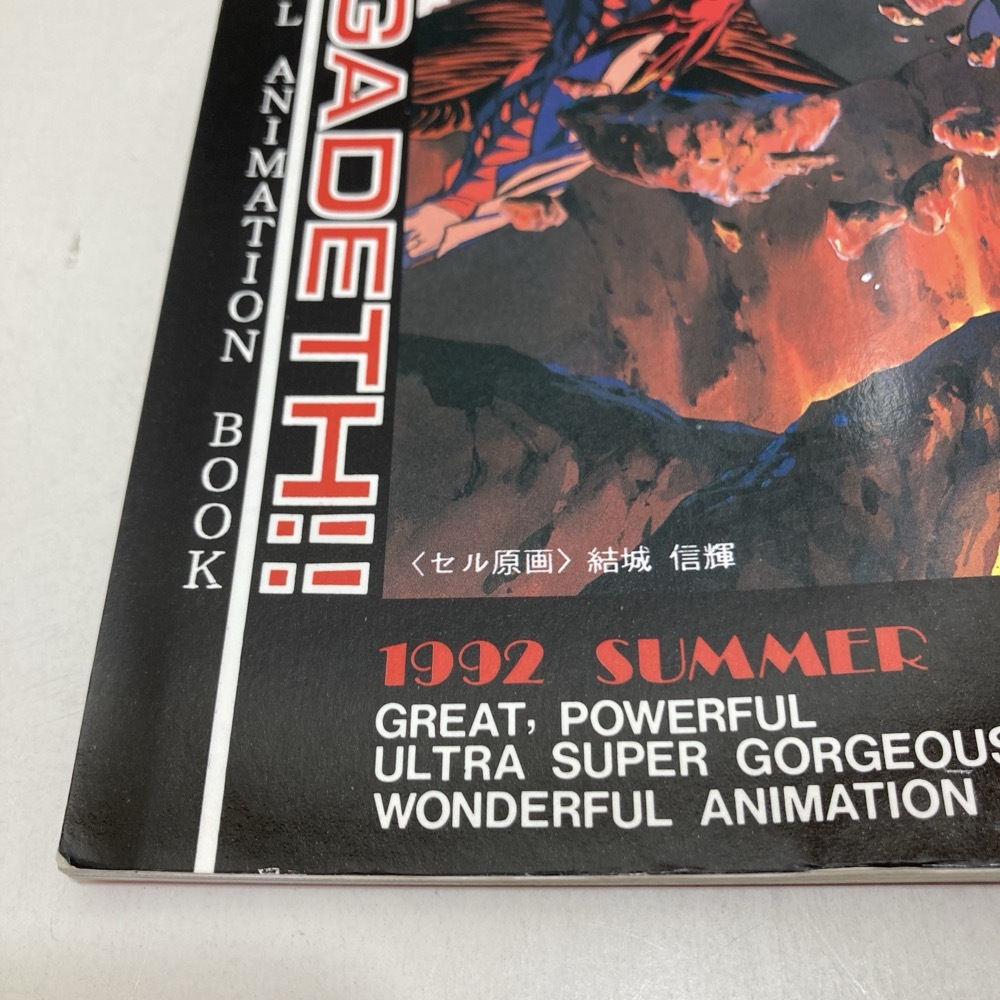 L ANIMATION BOOK
GADETH!!
〈セル原画〉結城 信輝
1992 SUMMER
GREAT, POWERFUL
ULTRA SUPER GORGEOUS
WONDERFUL ANIMATION